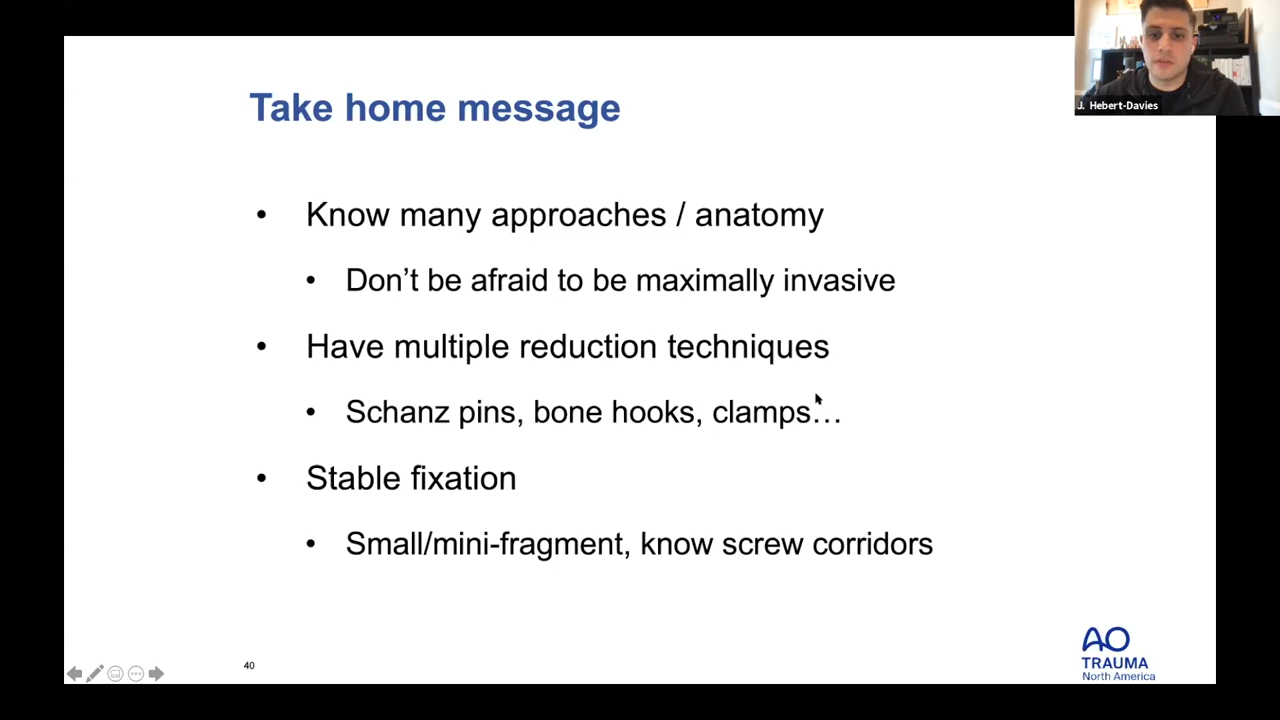 J. Hebert-Davies
Take home message
• Know many approaches / anatomy
• Don’t be afraid to be maximally invasive
• Have multiple reduction techniques
• Schanz pins, bone hooks, clamps…
• Stable fixation
• Small/mini-fragment, know screw corridors
40
AO
TRAUMA
North America